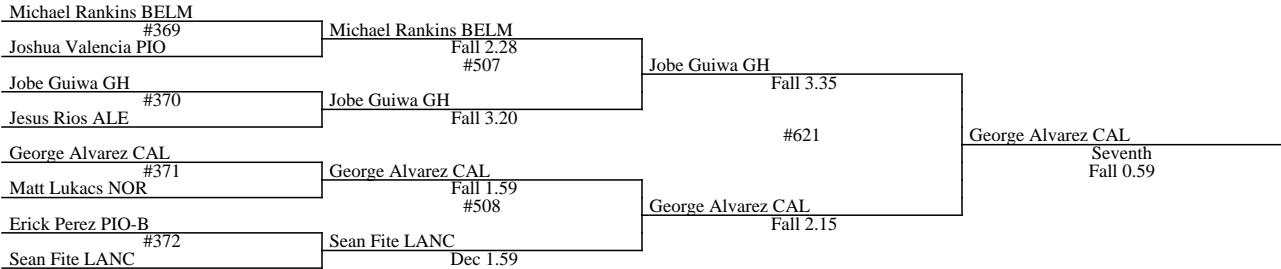 Michael Rankins BELM
#369
Joshua Valencia PIO
Jobe Guiwa GH
#370
Jesus Rios ALE
George Alvarez CAL
#371
Matt Lukacs NOR
Erick Perez PIO-B
#372
Sean Fite LANC
Michael Rankins BELM
Fall 2.28
#507
Jobe Guiwa GH
Fall 3.20
George Alvarez CAL
Fall 1.59
#508
Sean Fite LANC
Dec 1.59
Jobe Guiwa GH
Fall 3.35
#621
George Alvarez CAL
Fall 2.15
George Alvarez CAL
Seventh
Fall 0.59